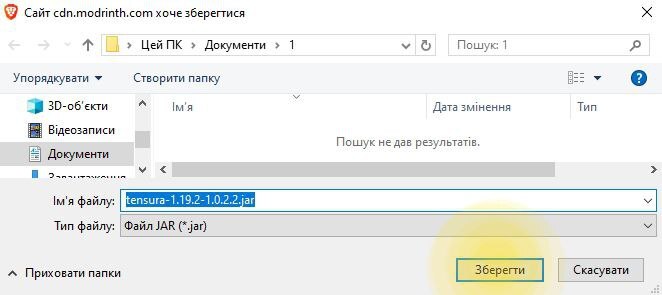 Сайт cdn.modrinth.com хоче зберегтися
Цей ПК > Документи > 1
Пошук: 1
Упорядкувати
Створити папку
3D-об'єкти
Відеозаписи
Документи
Завантаження
Ім'я
Дата змінення
Тип
Пошук не дав результатів.
Ім'я файлу: tensura-1.19.2-1.0.2.2.jar
Тип файлу: Файл JAR (*.jar)
Приховати папки
Зберегти
Скасувати